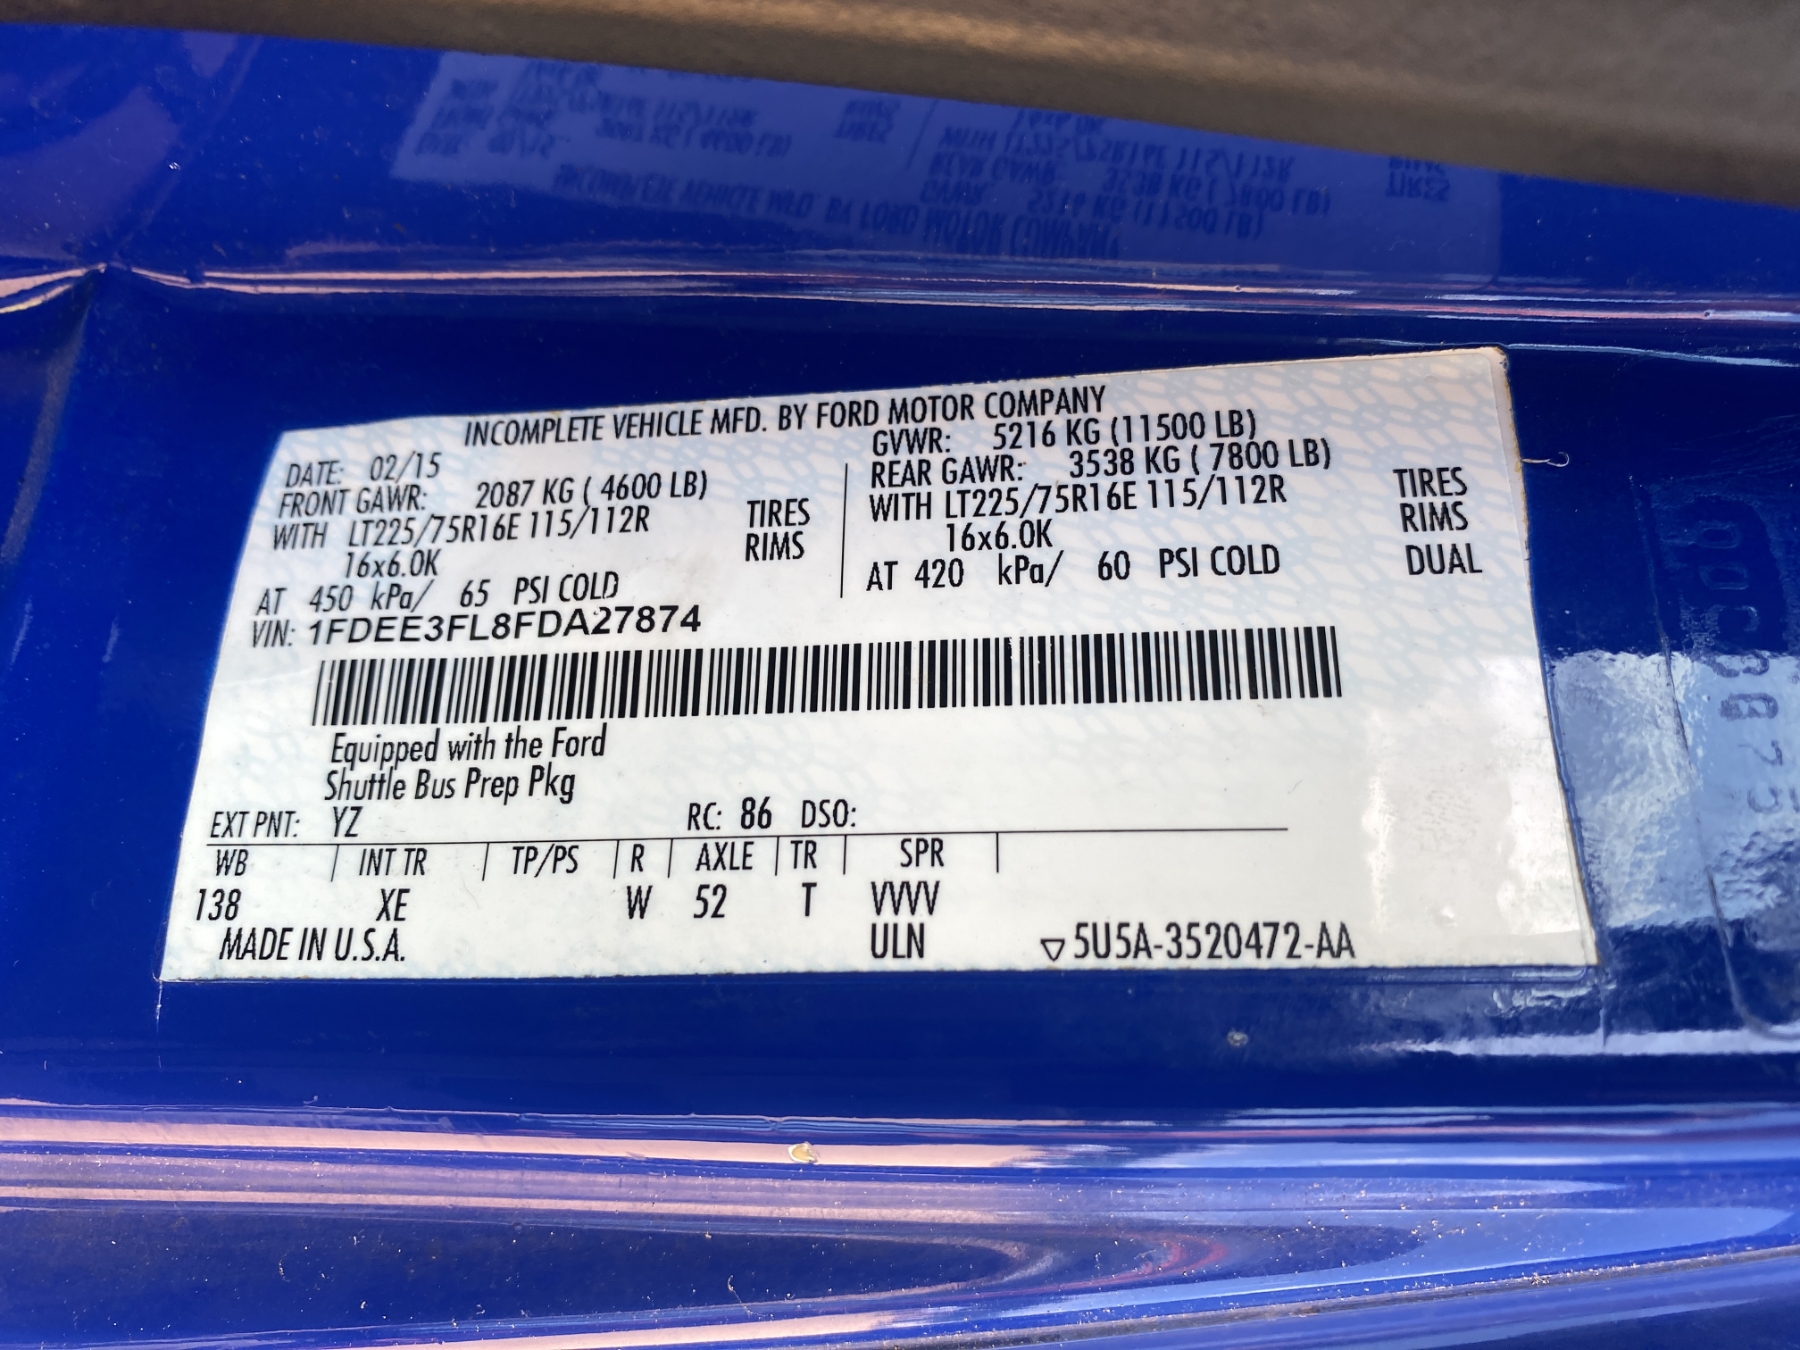 INCOMPLETE VEHICLE MFD. BY FORD MOTOR COMPANY
DATE: 02/15
FRONT GAWR: 2087 KG ( 4600 LB)
WITH LT225/75R16E 115/112R TIRES
16x6.0K RIMS
AT 450 kPa/ 65 PSI COLD
GVWR: 5216 KG (11500 LB)
REAR GAWR: 3538 KG ( 7800 LB)
WITH LT225/75R16E 115/112R TIRES
16x6.0K RIMS
AT 420 kPa/ 60 PSI COLD DUAL
VIN: 1FDEE3FL8FDA27874
Equipped with the Ford
Shuttle Bus Prep Pkg
EXT PNT: YZ RC: 86 DSO:
WB INT TR TP/PS R AXLE TR SPR
138 XE W 52 T VVVV
MADE IN U.S.A. ULN ▽5U5A-3520472-AA